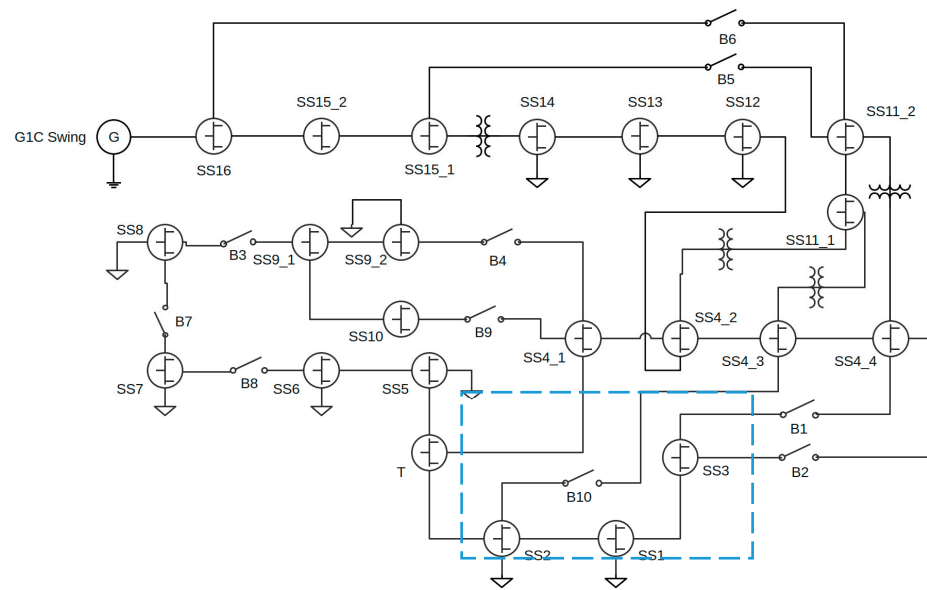 B6
B5
SS15_2
SS14
SS13
SS12
SS11_2
G1C Swing
G
SS16
SS15_1
SS8
B3
SS9_1
SS9_2
B4
SS11_1
B7
SS10
B9
SS4_2
SS4_1
SS4_3
SS4_4
SS7
B8
SS6
SS5
B1
T
SS3
B2
B10
SS2
SS1